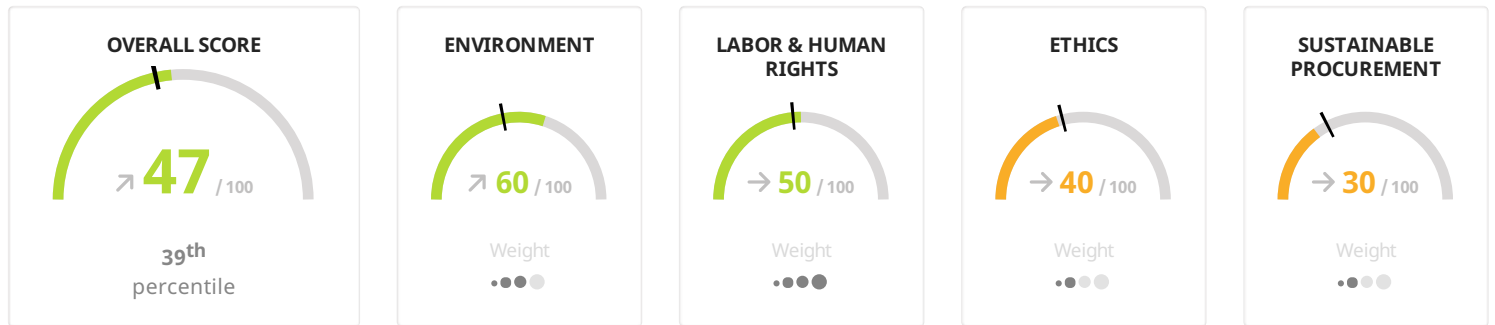 OVERALL SCORE
↗ 47 / 100
39th
percentile
ENVIRONMENT
↗ 60 / 100
Weight
LABOR & HUMAN
RIGHTS
→ 50 / 100
Weight
ETHICS
→ 40 / 100
Weight
SUSTAINABLE
PROCUREMENT
→ 30 / 100
Weight